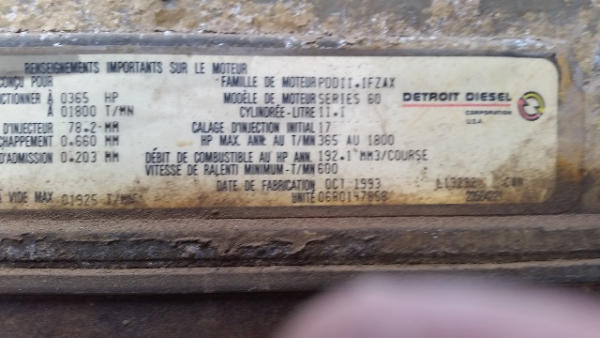 RENSEIGNEMENTS IMPORTANTS SUR LE MOTEUR
CONÇU POUR FAMILLE DE MOTEUR PDD11.1FZAX
CTIONNER À 0365 HP MODÈLE DE MOTEUR SERIES 60
À 01800 T/MN CYLINDRÉE-LITRE 11.1
D'INJECTEUR 78.2-MM CALAGE D'INJECTION INITIAL 17
CHAPPEMENT 0.660 MM HP MAX. ANN. AU T/MN 365 AU 1800
D'ADMISSION 0.203 MM DÉBIT DE COMBUSTIBLE AU HP ANN. 192.1 MM3/COURSE
VITESSE DE RALENTI MINIMUM-T/MN 600
DATE DE FABRICATION OCT 1993
À VIDE MAX 01925 T/MN UNITÉ 06R0147868
DETROIT DIESEL
CORPORATION
U.S.A.